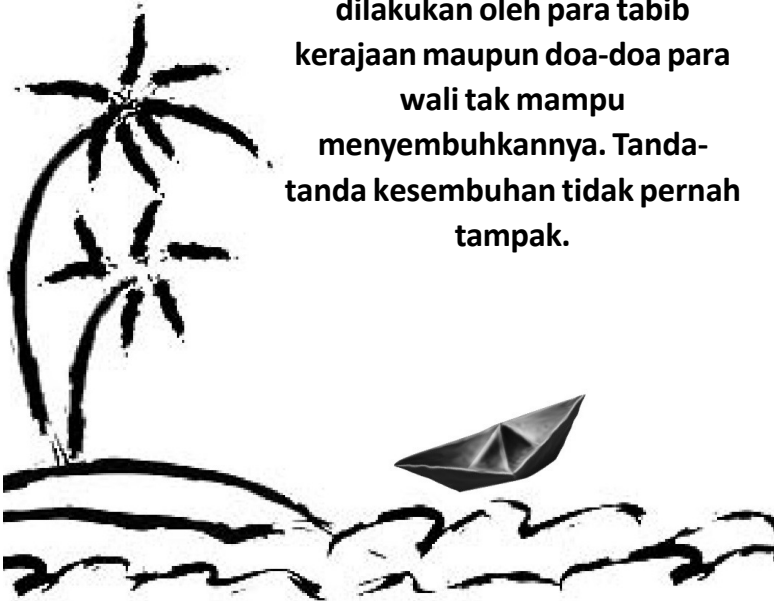 dilakukan oleh para tabib
kerajaan maupun doa-doa para
wali tak mampu
menyembuhkannya. Tanda-
tanda kesembuhan tidak pernah
tampak.